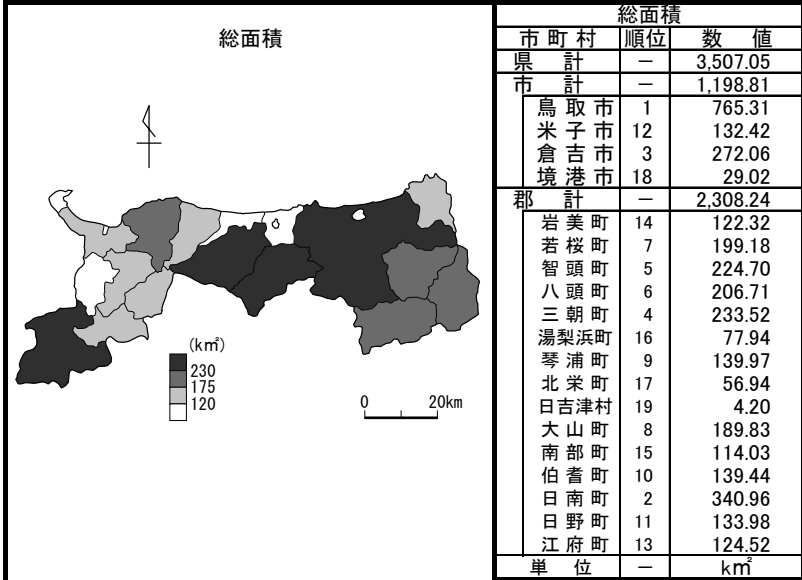 総面積
(km²)
230
175
120
0 20km
総面積
市 町 村 順位 数 値
県 計 － 3,507.05
市 計 － 1,198.81
鳥 取 市 1 765.31
米 子 市 12 132.42
倉 吉 市 3 272.06
境 港 市 18 29.02
郡 計 － 2,308.24
岩 美 町 14 122.32
若 桜 町 7 199.18
智 頭 町 5 224.70
八 頭 町 6 206.71
三 朝 町 4 233.52
湯梨浜町 16 77.94
琴 浦 町 9 139.97
北 栄 町 17 56.94
日吉津村 19 4.20
大 山 町 8 189.83
南 部 町 15 114.03
伯 耆 町 10 139.44
日 南 町 2 340.96
日 野 町 11 133.98
江 府 町 13 124.52
単 位 － km²